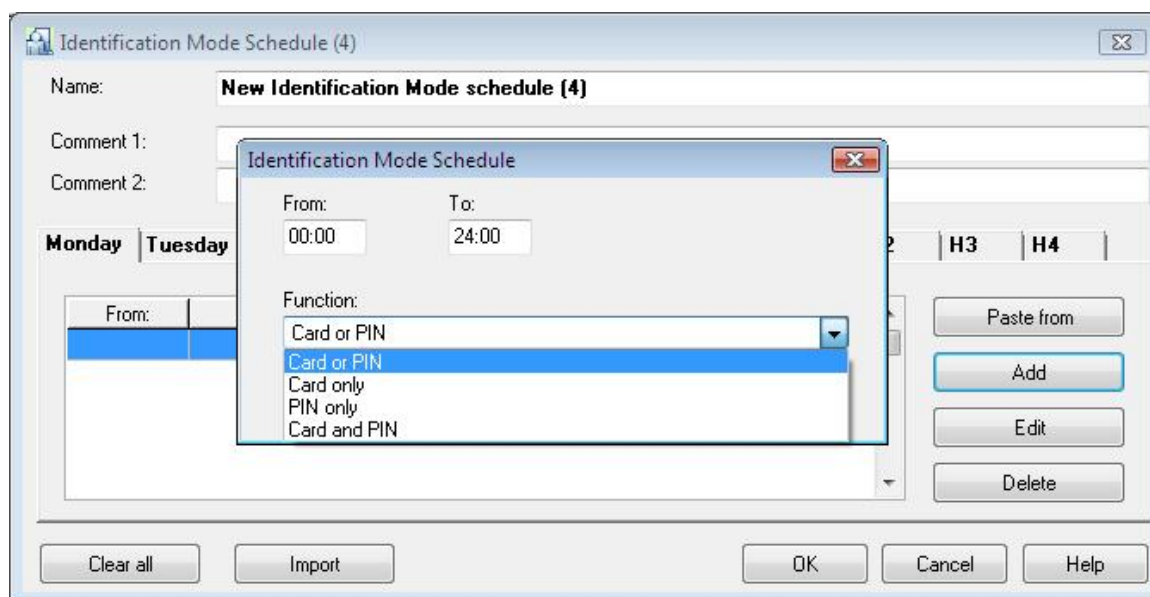 Identification Mode Schedule (4)
Name: New Identification Mode schedule (4)
Comment 1:
Comment 2:
Identification Mode Schedule
From: To:
00:00 24:00
Function:
Card or PIN
Card or PIN
Card only
PIN only
Card and PIN
Monday Tuesday H3 H4
From:
Paste from
Add
Edit
Delete
Clear all Import OK Cancel Help